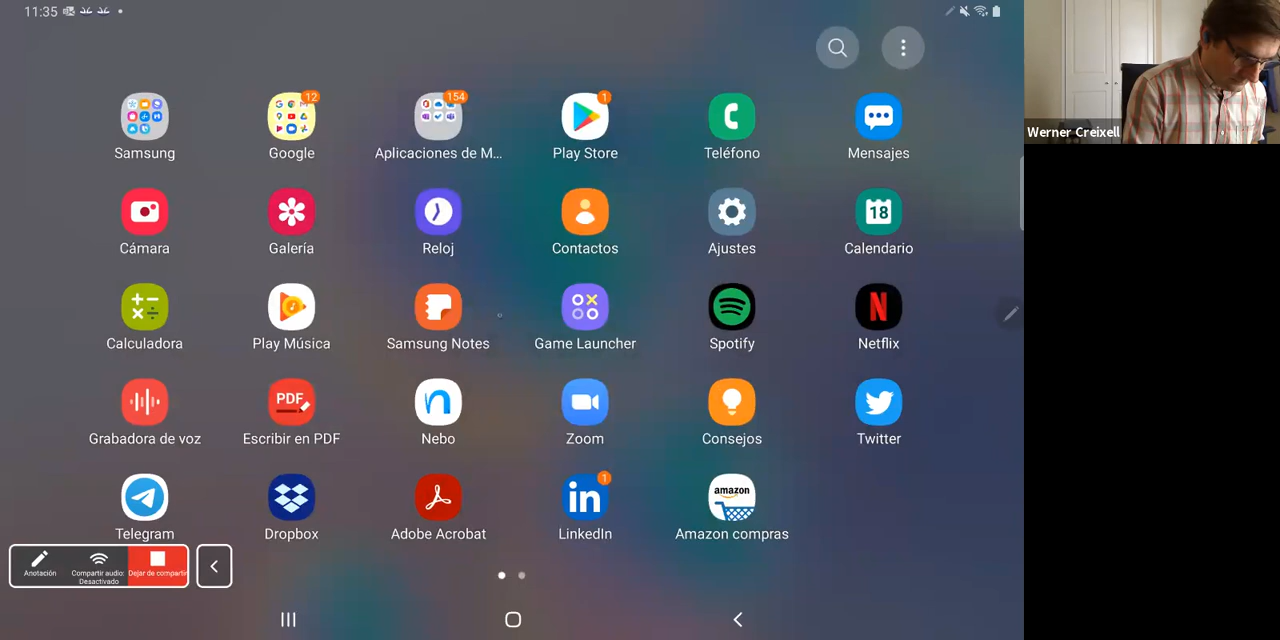 11:35
12
154
1
Samsung
Google
Aplicaciones de M...
Play Store
Teléfono
Mensajes
18
Cámara
Galería
Reloj
Contactos
Ajustes
Calendario
Calculadora
Play Música
Samsung Notes
Game Launcher
Spotify
Netflix
N
PDF
Grabadora de voz
Escribir en PDF
Nebo
Zoom
Consejos
Twitter
1
in
amazon
Telegram
Dropbox
Adobe Acrobat
LinkedIn
Amazon compras
Anotación
Compartir audio:
Desactivado
Dejar de compartir
Werner Creixell